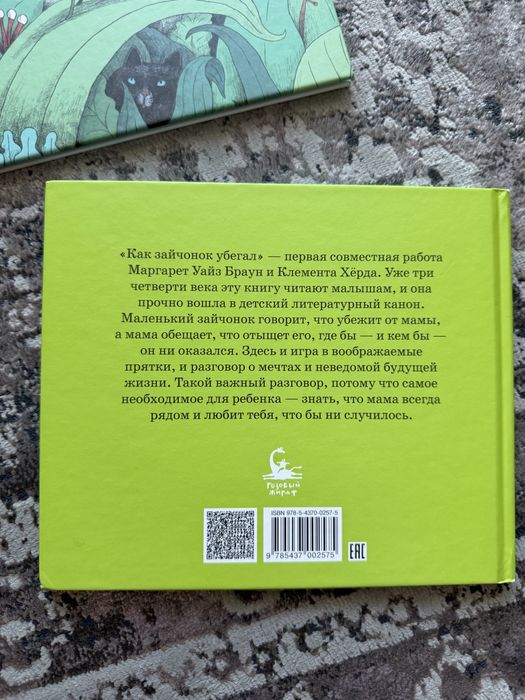 «Как зайчонок убегал» — первая совместная работа
Маргарет Уайз Браун и Клемента Хёрда. Уже три
четверти века эту книгу читают малышам, и она
прочно вошла в детский литературный канон.
Маленький зайчонок говорит, что убежит от мамы,
а мама обещает, что отыщет его, где бы — и кем бы —
он ни оказался. Здесь и игра в воображаемые
прятки, и разговор о мечтах и неведомой будущей
жизни. Такой важный разговор, потому что самое
необходимое для ребенка — знать, что мама всегда
рядом и любит тебя, что бы ни случилось.
розовый
жираф
ISBN 978-5-4370-0257-5
9 785437 002575
EAC